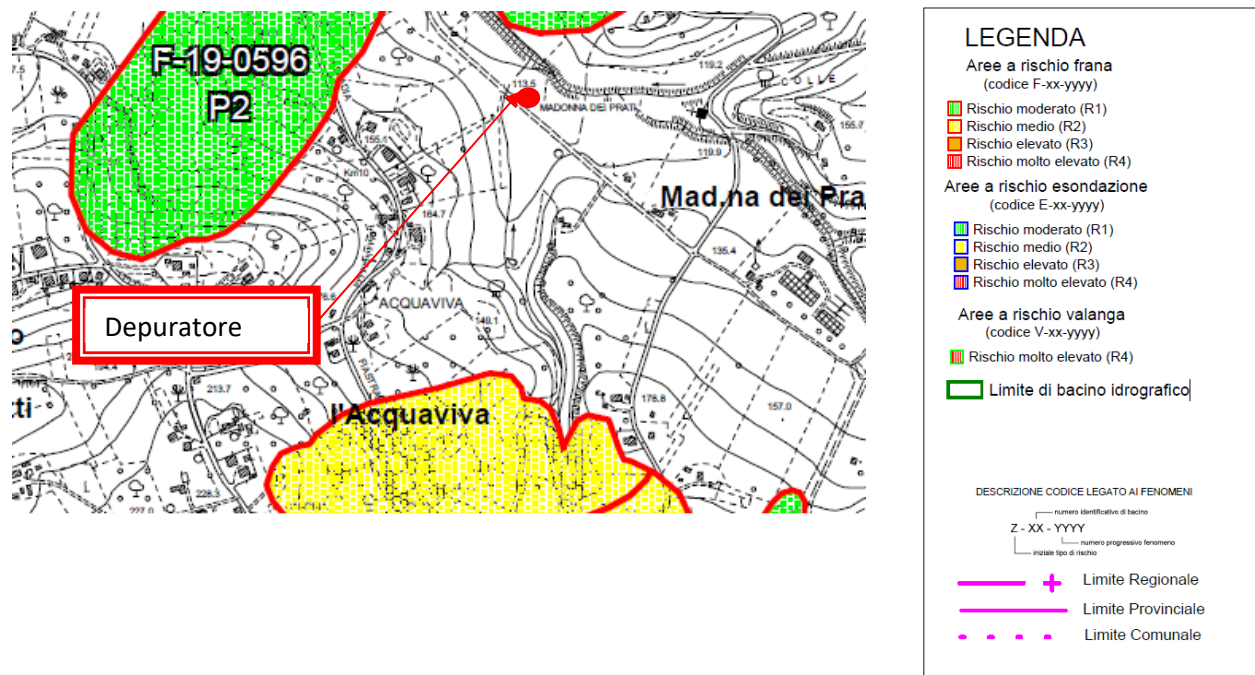 F-19-0596
P2
119.2
COLLE
113.5
MADONNA DEI PRATI
155.7
155.1
119.9
Km10
Mad.na dei Pra
164.7
135.4
ACQUAVIVA
149.1
Depuratore
194.4
213.7
l'Acquaviva
178.8
157.0
228.3
227.0
LEGENDA
Aree a rischio frana
(codice F-xx-yyyy)
Rischio moderato (R1)
Rischio medio (R2)
Rischio elevato (R3)
Rischio molto elevato (R4)
Aree a rischio esondazione
(codice E-xx-yyyy)
Rischio moderato (R1)
Rischio medio (R2)
Rischio elevato (R3)
Rischio molto elevato (R4)
Aree a rischio valanga
(codice V-xx-yyyy)
Rischio molto elevato (R4)
Limite di bacino idrografico
DESCRIZIONE CODICE LEGATO AI FENOMENI
numero identificativo di bacino
Z - XX - YYYY
numero progressivo fenomeno
iniziale tipo di rischio
Limite Regionale
Limite Provinciale
Limite Comunale